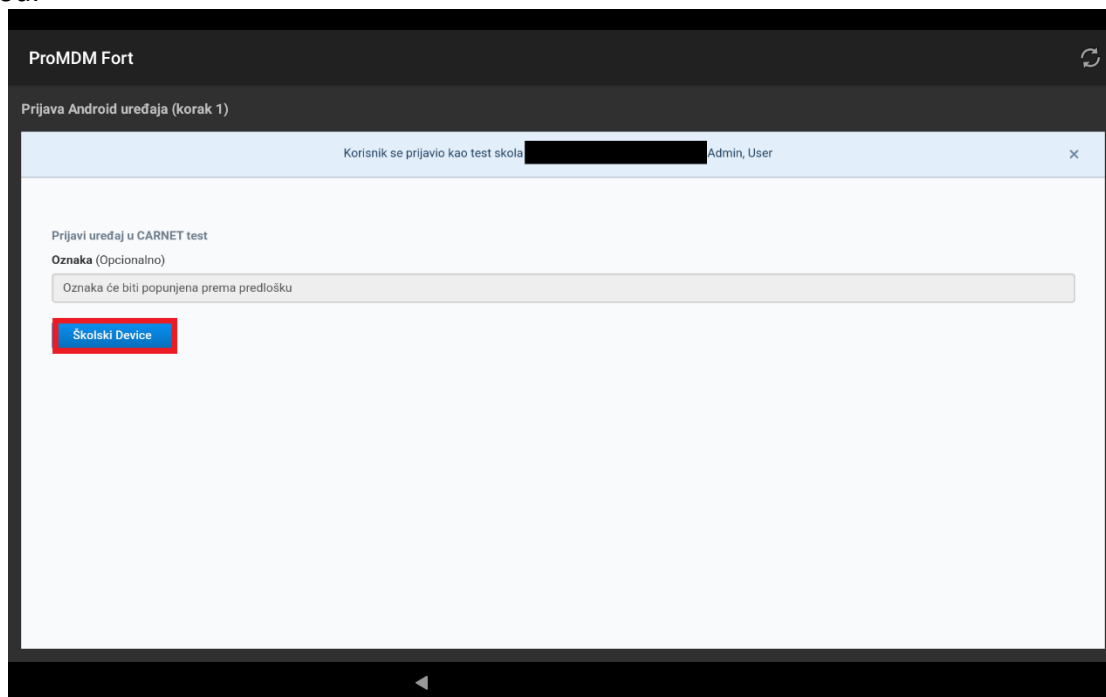 ProMDM Fort
Prijava Android uređaja (korak 1)
Korisnik se prijavio kao test skola Admin, User
Prijavi uređaj u CARNET test
Oznaka (Opcionalno)
Oznaka će biti popunjena prema predlošku
Školski Device